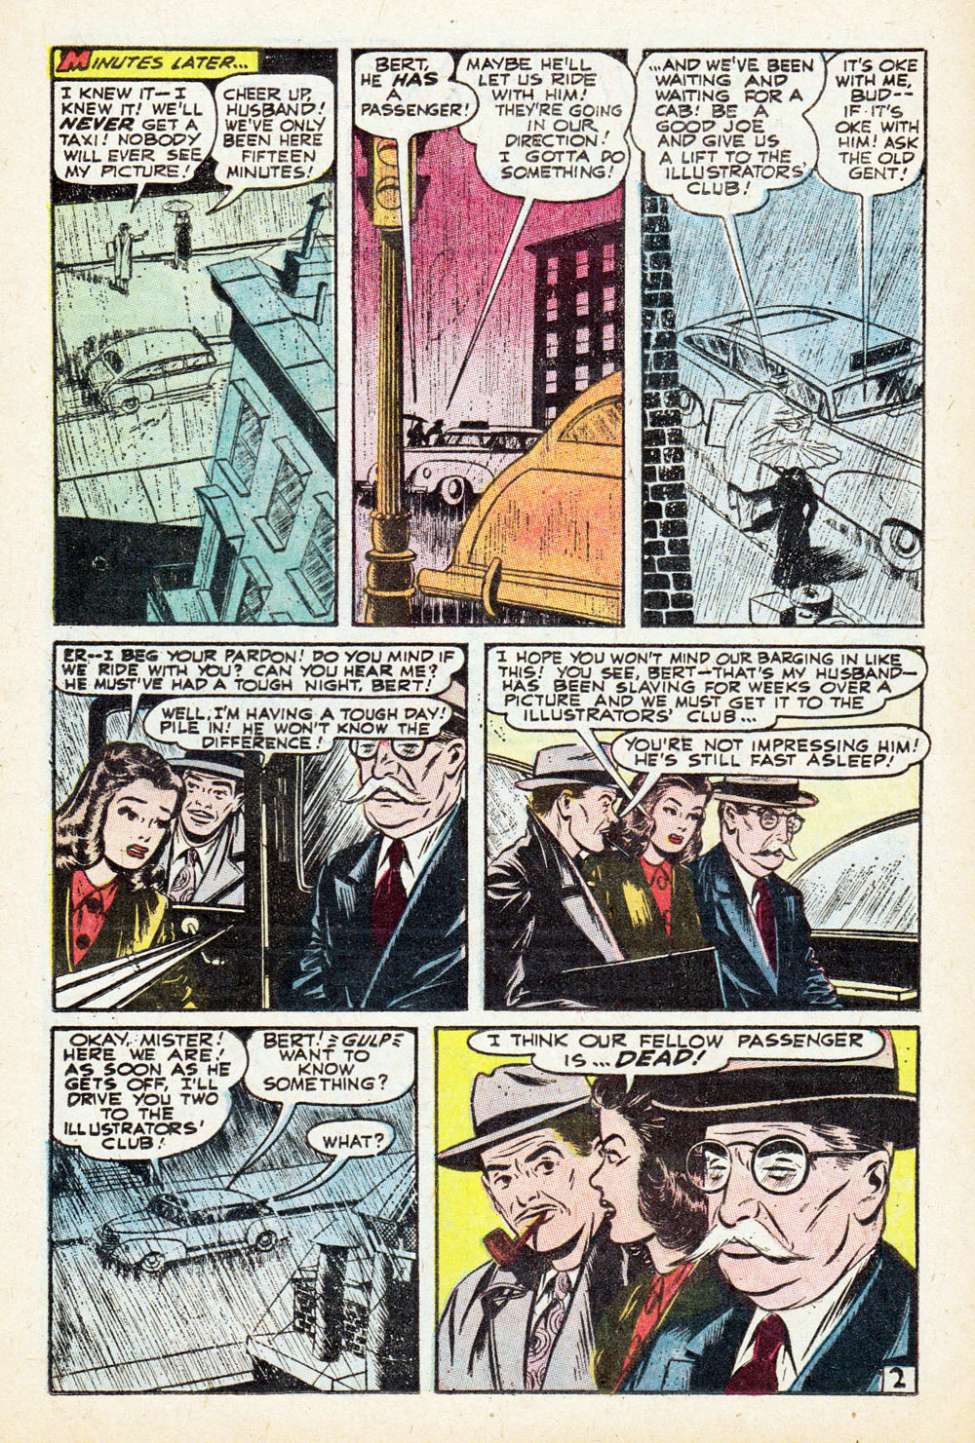 MINUTES LATER...
I KNEW IT—I
KNEW IT! WE'LL
NEVER GET A
TAXI! NOBODY
WILL EVER SEE
MY PICTURE!
CHEER UP,
HUSBAND!
WE'VE ONLY
BEEN HERE
FIFTEEN
MINUTES!
BERT,
HE HAS
A
PASSENGER!
MAYBE HE'LL
LET US RIDE
WITH HIM!
THEY'RE GOING
IN OUR
DIRECTION!
I GOTTA DO
SOMETHING!
...AND WE'VE BEEN
WAITING AND
WAITING FOR A
CAB! BE A
GOOD JOE
AND GIVE US
A LIFT TO THE
ILLUSTRATORS'
CLUB!
IT'S OKE
WITH ME,
BUD--
IF IT'S
OKE WITH
HIM! ASK
THE OLD
GENT!
ER--I BEG YOUR PARDON! DO YOU MIND IF
WE RIDE WITH YOU? CAN YOU HEAR ME?
HE MUST'VE HAD A TOUGH NIGHT, BERT!
WELL, I'M HAVING A TOUGH DAY!
PILE IN! HE WON'T KNOW THE
DIFFERENCE!
I HOPE YOU WON'T MIND OUR BARGING IN LIKE
THIS! YOU SEE, BERT—THAT'S MY HUSBAND—
HAS BEEN SLAVING FOR WEEKS OVER A
PICTURE AND WE MUST GET IT TO THE
ILLUSTRATORS' CLUB...
YOU'RE NOT IMPRESSING HIM!
HE'S STILL FAST ASLEEP!
OKAY, MISTER!
HERE WE ARE!
AS SOON AS HE
GETS OFF, I'LL
DRIVE YOU TWO
TO THE
ILLUSTRATORS'
CLUB!
BERT! GULP
WANT TO
KNOW
SOMETHING?
WHAT?
I THINK OUR FELLOW PASSENGER
IS... DEAD!
2